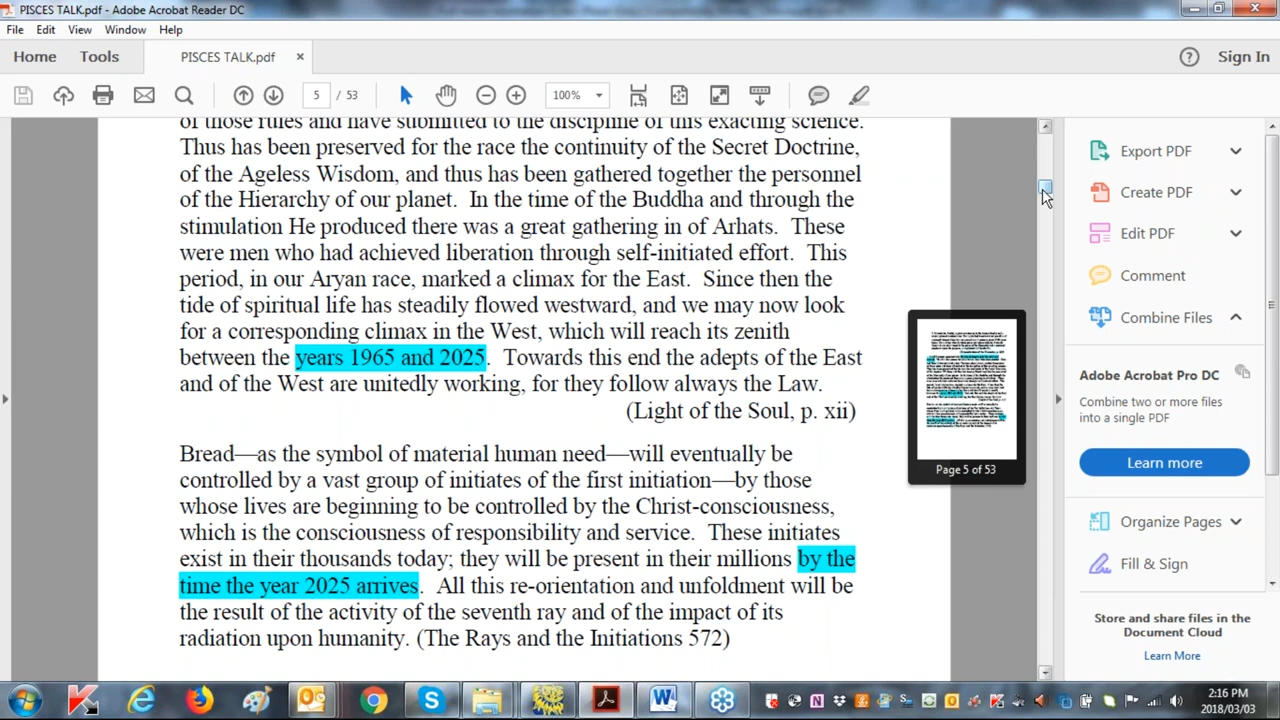 PISCES TALK.pdf - Adobe Acrobat Reader DC
File Edit View Window Help
Home Tools PISCES TALK.pdf × Sign In
5 / 53 100%
of those rules and have submitted to the discipline of this exacting science.
Thus has been preserved for the race the continuity of the Secret Doctrine,
of the Ageless Wisdom, and thus has been gathered together the personnel
of the Hierarchy of our planet. In the time of the Buddha and through the
stimulation He produced there was a great gathering in of Arhats. These
were men who had achieved liberation through self-initiated effort. This
period, in our Aryan race, marked a climax for the East. Since then the
tide of spiritual life has steadily flowed westward, and we may now look
for a corresponding climax in the West, which will reach its zenith
between the years 1965 and 2025. Towards this end the adepts of the East
and of the West are unitedly working, for they follow always the Law.
(Light of the Soul, p. xii)
Bread—as the symbol of material human need—will eventually be
controlled by a vast group of initiates of the first initiation—by those
whose lives are beginning to be controlled by the Christ-consciousness,
which is the consciousness of responsibility and service. These initiates
exist in their thousands today; they will be present in their millions by the
time the year 2025 arrives. All this re-orientation and unfoldment will be
the result of the activity of the seventh ray and of the impact of its
radiation upon humanity. (The Rays and the Initiations 572)
Page 5 of 53
Export PDF
Create PDF
Edit PDF
Comment
Combine Files
Adobe Acrobat Pro DC
Combine two or more files
into a single PDF
Learn more
Organize Pages
Fill & Sign
Store and share files in the
Document Cloud
Learn More
2:16 PM
2018/03/03